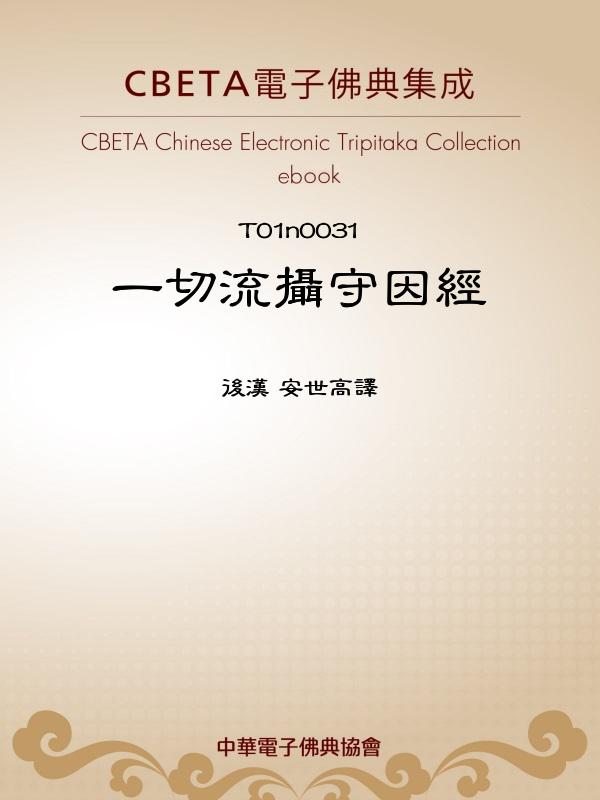 CBETA電子佛典集成
CBETA Chinese Electronic Tripitaka Collection
ebook
T01n0031
一切流攝守因經
後漢 安世高譯
中華電子佛典協會